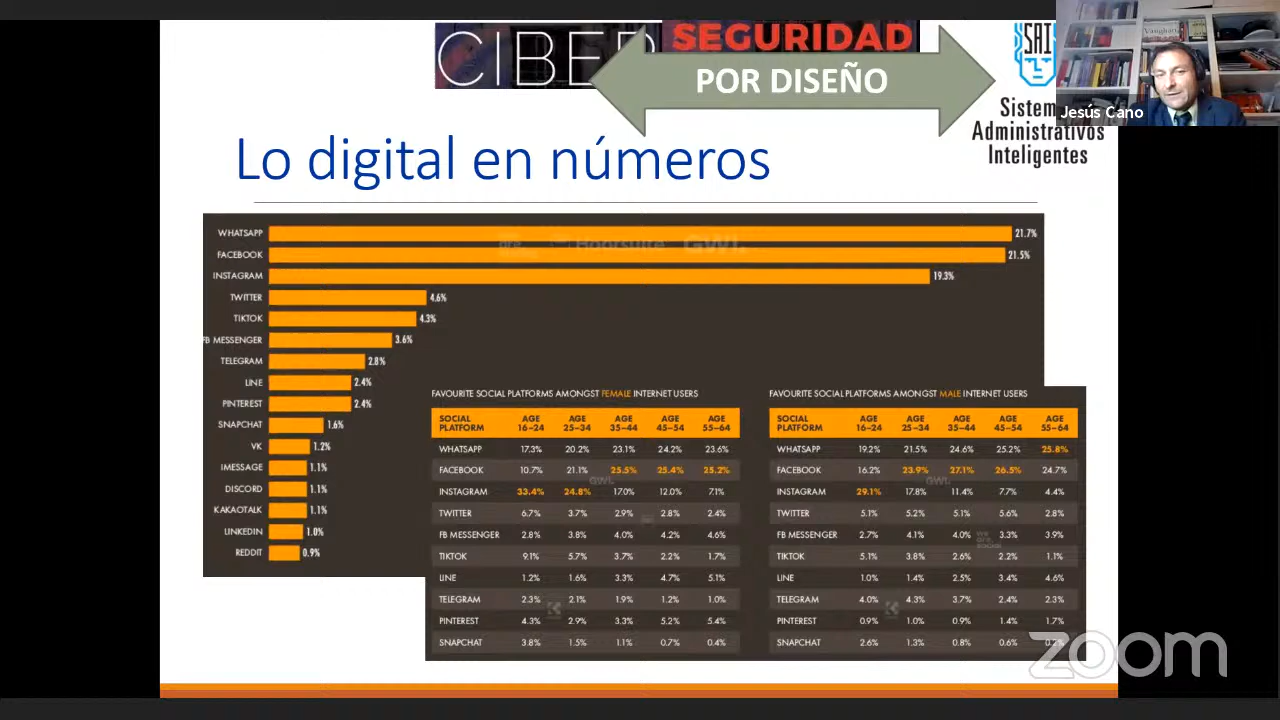 CIBER
SEGURIDAD
POR DISEÑO
SAI
Jesús Cano
Administrativos
Inteligentes
Lo digital en números
WHATSAPP 21.7%
FACEBOOK 21.5%
INSTAGRAM 19.3%
TWITTER 4.6%
TIKTOK 4.3%
FB MESSENGER 3.6%
TELEGRAM 2.8%
LINE 2.4%
PINTEREST 2.4%
SNAPCHAT 1.6%
VK 1.2%
IMESSAGE 1.1%
DISCORD 1.1%
KAKAOTALK 1.1%
LINKEDIN 1.0%
REDDIT 0.9%
Hootsuite GWI.
FAVOURITE SOCIAL PLATFORMS AMONGST FEMALE INTERNET USERS
SOCIAL PLATFORM AGE 16–24 AGE 25–34 AGE 35–44 AGE 45–54 AGE 55–64
WHATSAPP 17.3% 20.2% 23.1% 24.2% 23.6%
FACEBOOK 10.7% 21.1% 25.5% 25.4% 25.2%
INSTAGRAM 33.4% 24.8% 17.0% 12.0% 7.1%
TWITTER 6.7% 3.7% 2.9% 2.8% 2.4%
FB MESSENGER 2.8% 3.8% 4.0% 4.2% 4.6%
TIKTOK 9.1% 5.7% 3.7% 2.2% 1.7%
LINE 1.2% 1.6% 3.3% 4.7% 5.1%
TELEGRAM 2.3% 2.1% 1.9% 1.2% 1.0%
PINTEREST 4.3% 2.9% 3.3% 5.2% 5.4%
SNAPCHAT 3.8% 1.5% 1.1% 0.7% 0.4%
GWI.
FAVOURITE SOCIAL PLATFORMS AMONGST MALE INTERNET USERS
SOCIAL PLATFORM AGE 16–24 AGE 25–34 AGE 35–44 AGE 45–54 AGE 55–64
WHATSAPP 19.2% 21.5% 24.6% 25.2% 25.8%
FACEBOOK 16.2% 23.9% 27.1% 26.5% 24.7%
INSTAGRAM 29.1% 17.8% 11.4% 7.7% 4.4%
TWITTER 5.1% 5.2% 5.1% 5.6% 2.8%
FB MESSENGER 2.7% 4.1% 4.0% 3.3% 3.9%
TIKTOK 5.1% 3.8% 2.6% 2.2% 1.1%
LINE 1.0% 1.4% 2.5% 3.4% 4.6%
TELEGRAM 4.0% 4.3% 3.7% 2.4% 2.3%
PINTEREST 0.9% 1.0% 0.9% 1.4% 1.7%
SNAPCHAT 2.6% 1.3% 0.8% 0.6% 0.2%
GWI.
we are social
zoom